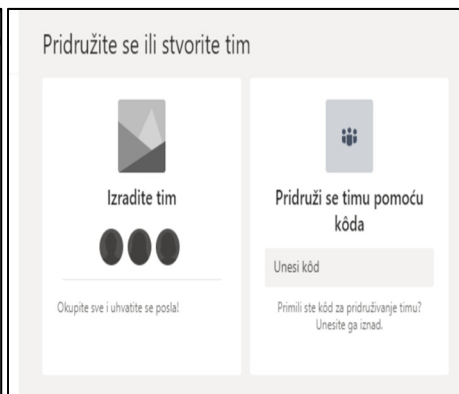 Pridružite se ili stvorite tim
Izradite tim
Okupite sve i uhvatite se posla!
Pridruži se timu pomoću
kôda
Unesi kôd
Primili ste kôd za pridruživanje timu?
Unesite ga iznad.